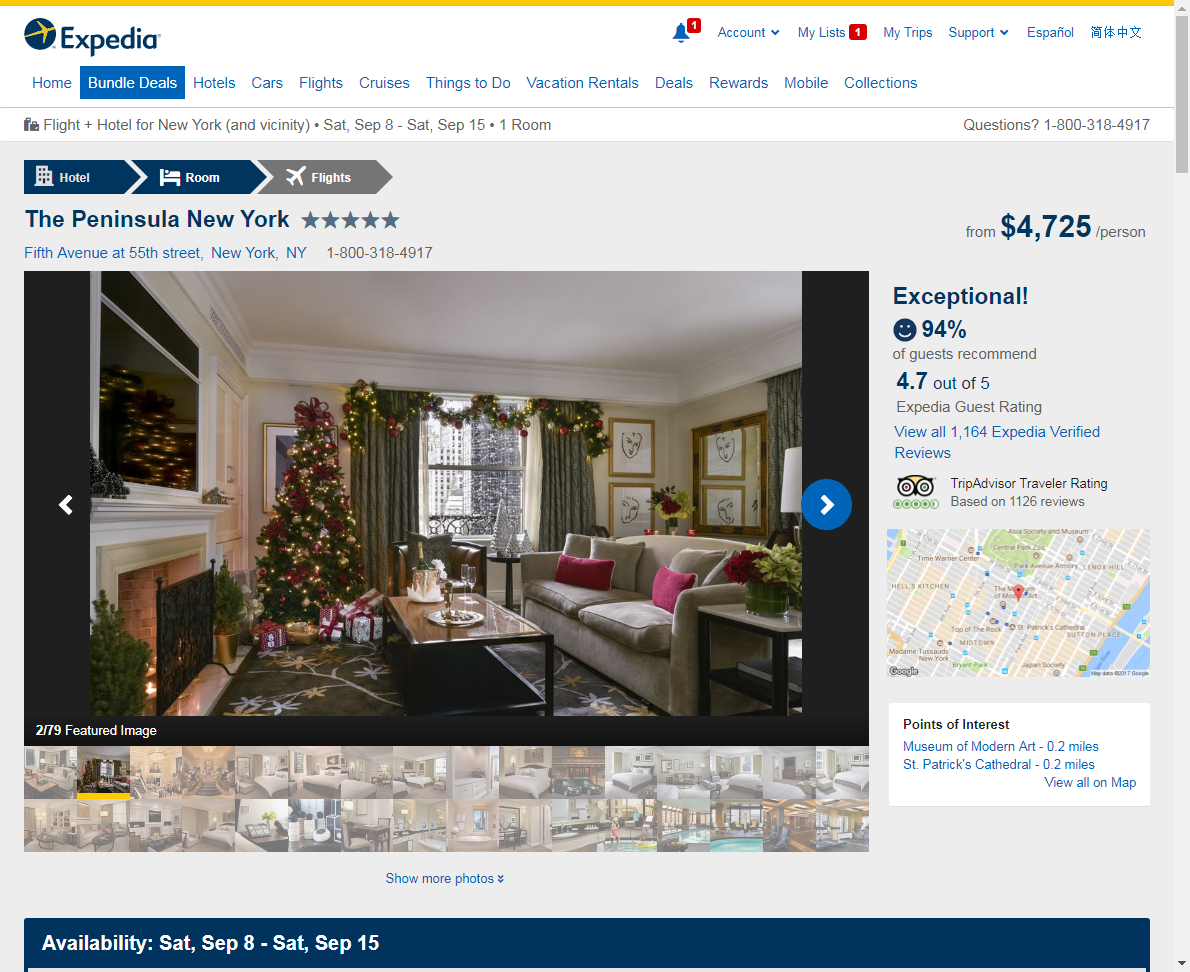 Expedia
1
Account
My Lists 1
My Trips
Support
Español
简体中文
Home
Bundle Deals
Hotels
Cars
Flights
Cruises
Things to Do
Vacation Rentals
Deals
Rewards
Mobile
Collections
Flight + Hotel for New York (and vicinity) • Sat, Sep 8 - Sat, Sep 15 • 1 Room
Questions? 1-800-318-4917
Hotel
Room
Flights
The Peninsula New York
from $4,725 /person
Fifth Avenue at 55th street, New York, NY 1-800-318-4917
Exceptional!
94%
of guests recommend
4.7 out of 5
Expedia Guest Rating
View all 1,164 Expedia Verified
Reviews
TripAdvisor Traveler Rating
Based on 1126 reviews
Asia Society and Museum
Central Park Zoo
Time Warner Center
Park Avenue Armory
LENOX HILL
HELL'S KITCHEN
The Museum
of Modern Art
Top of The Rock
St. Patrick's Cathedral
SUTTON PLACE
MIDTOWN
Madame Tussauds
New York
Bryant Park
Japan Society
Google
Map data ©2017 Google
2/79 Featured Image
Points of Interest
Museum of Modern Art - 0.2 miles
St. Patrick's Cathedral - 0.2 miles
View all on Map
Show more photos
Availability: Sat, Sep 8 - Sat, Sep 15